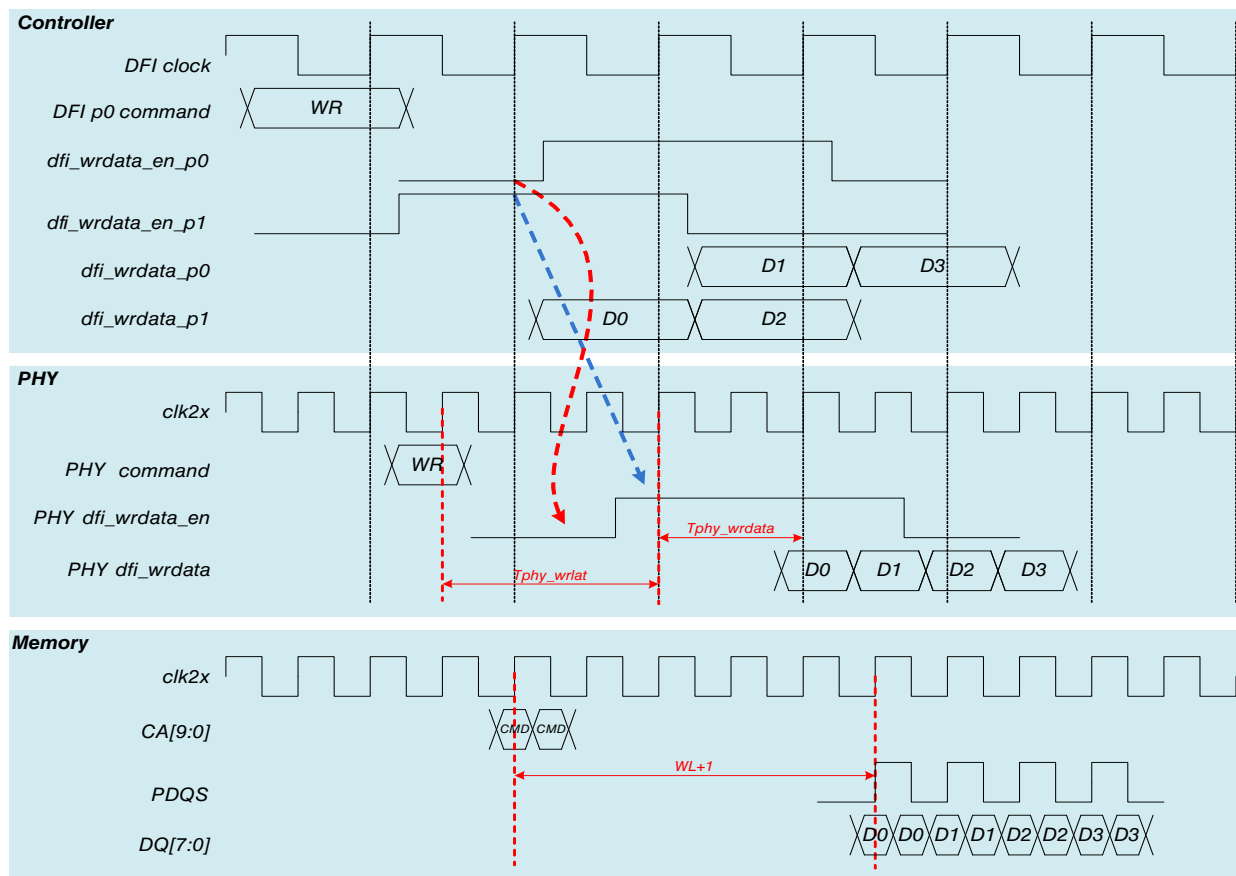 Controller
DFI clock
DFI p0 command
WR
dfi_wrdata_en_p0
dfi_wrdata_en_p1
dfi_wrdata_p0
D1 D3
dfi_wrdata_p1
D0 D2
PHY
clk2x
PHY command
WR
PHY dfi_wrdata_en
Tphy_wrdata
PHY dfi_wrdata
D0 D1 D2 D3
Tphy_wrlat
Memory
clk2x
CA[9:0]
CMD CMD
WL+1
PDQS
DQ[7:0]
D0 D0 D1 D1 D2 D2 D3 D3